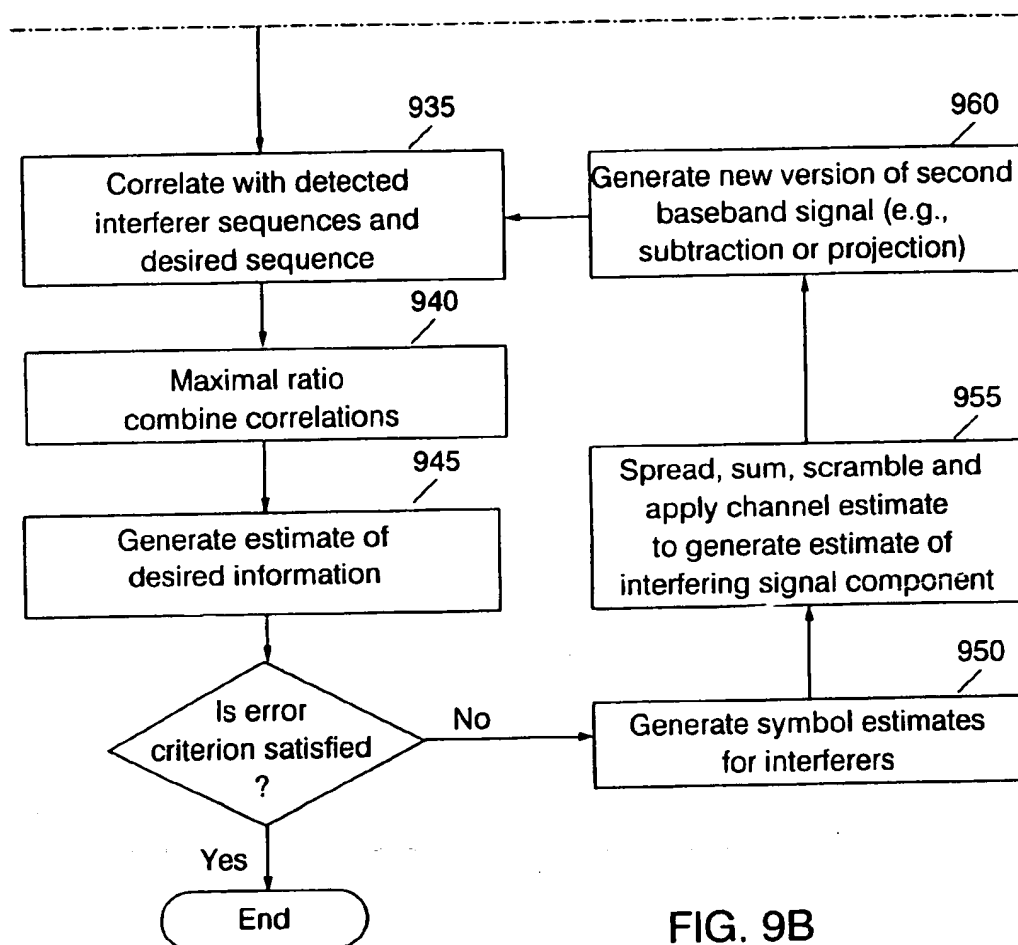 935
Correlate with detected
interferer sequences and
desired sequence
960
Generate new version of second
baseband signal (e.g.,
subtraction or projection)
940
Maximal ratio
combine correlations
955
Spread, sum, scramble and
apply channel estimate
to generate estimate of
interfering signal component
945
Generate estimate of
desired information
Is error
criterion satisfied
?
No
950
Generate symbol estimates
for interferers
Yes
End
FIG. 9B